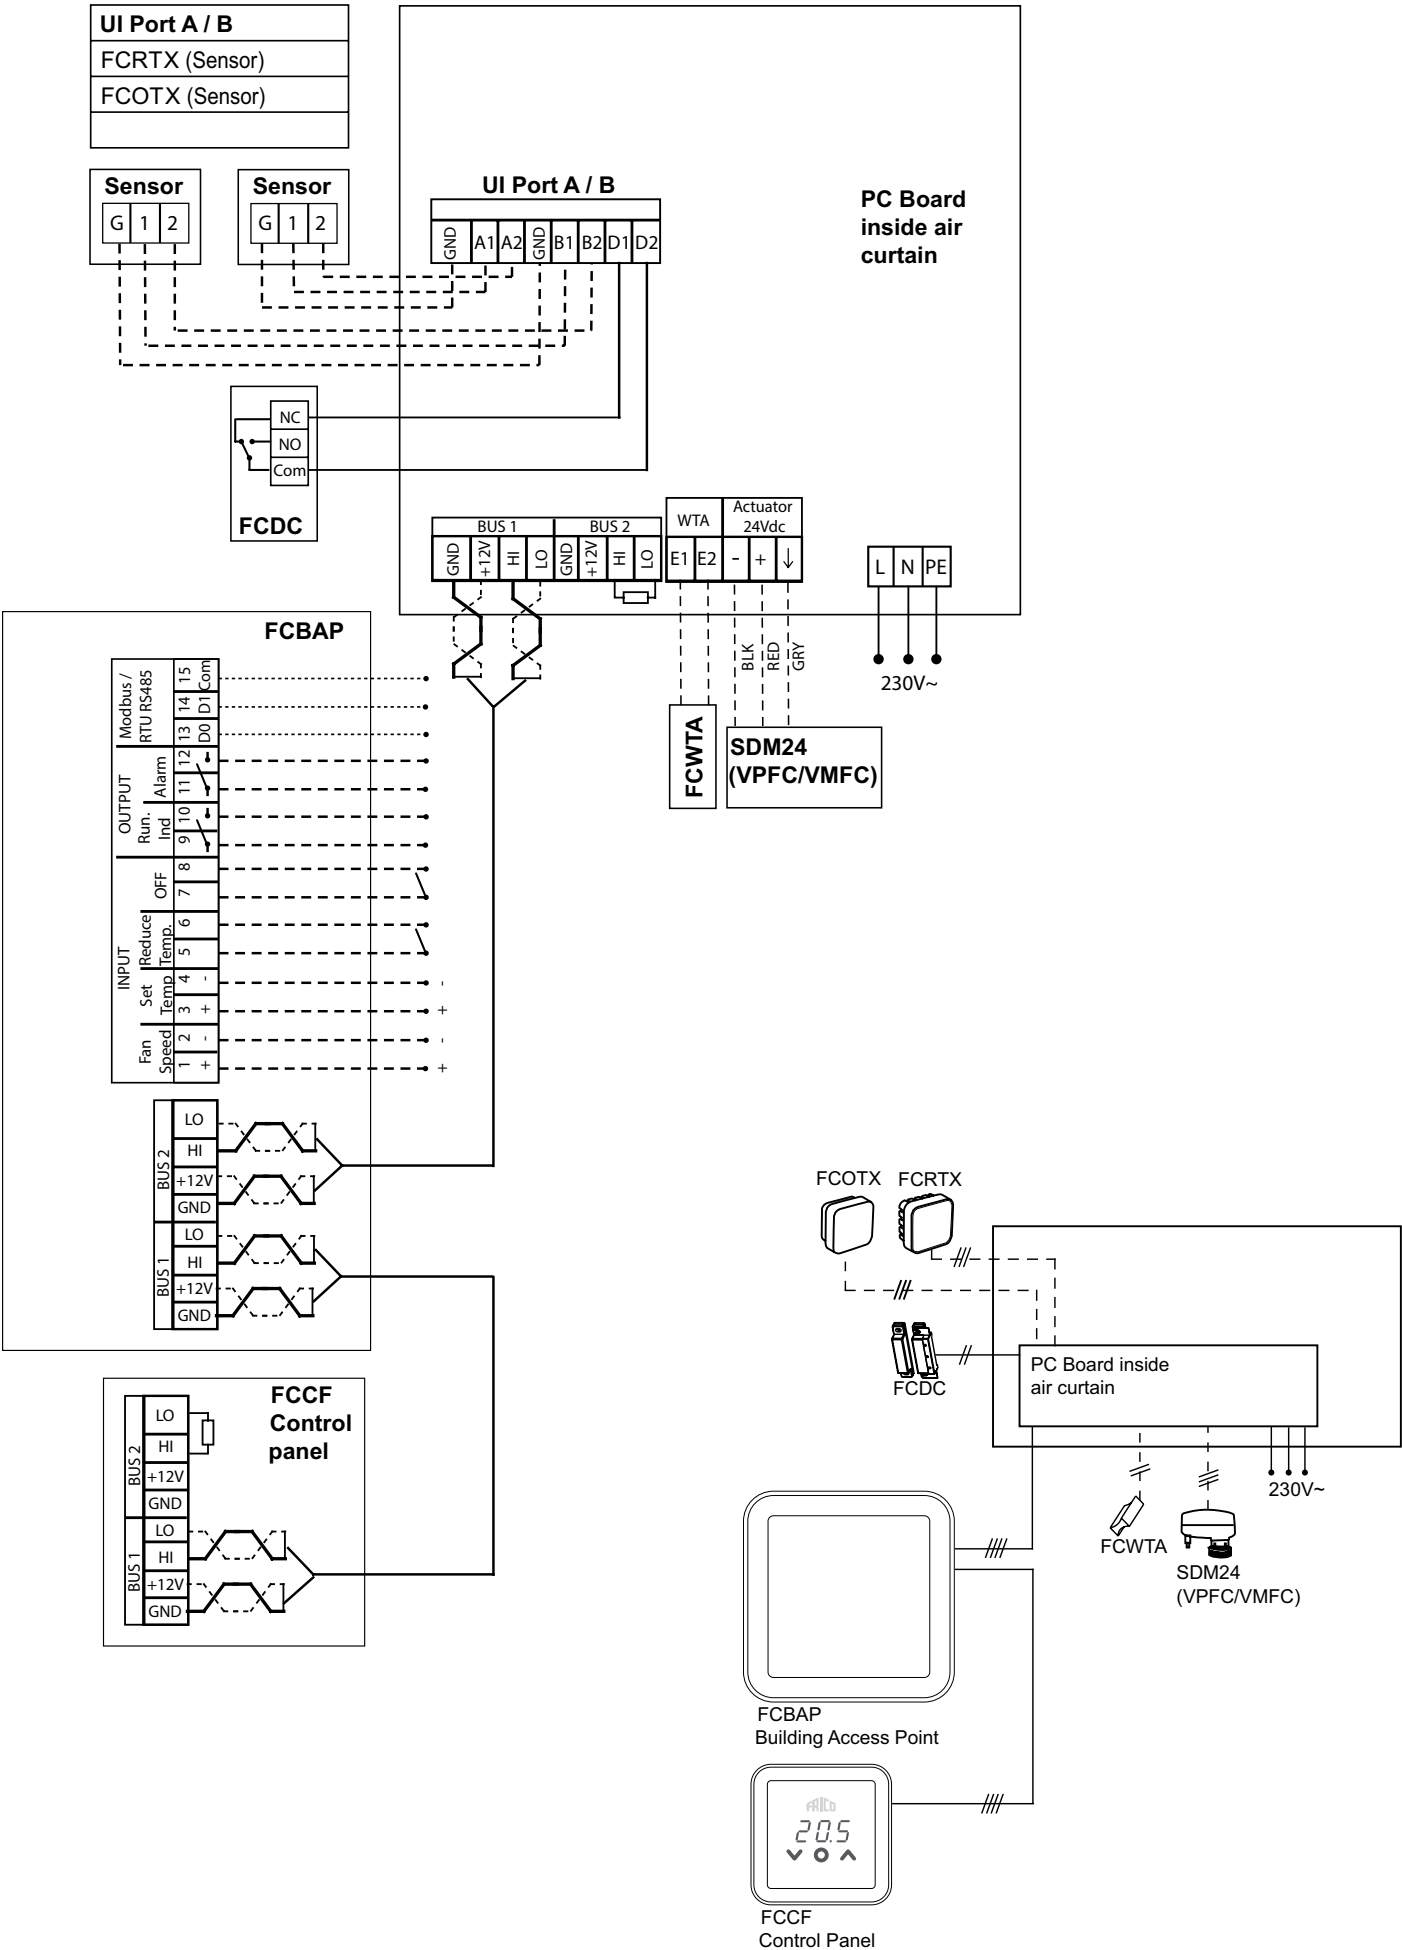 UI Port A / B
FCRTX (Sensor)
FCOTX (Sensor)
Sensor
G 1 2
Sensor
G 1 2
UI Port A / B
GND A1 A2 GND B1 B2 D1 D2
PC Board
inside air
curtain
NC
NO
Com
FCDC
BUS 1 BUS 2
GND +12V HI LO GND +12V HI LO
WTA
E1 E2
Actuator
24Vdc
- + ↓
L N PE
230V~
BLK
RED
GRY
FCWTA
SDM24
(VPFC/VMFC)
FCBAP
Modbus /
RTU RS485
15 Com
14 D1
13 D0
OUTPUT
Alarm
12
11
Run.
Ind
10
9
INPUT
OFF
8
7
Reduce
Temp.
6
5
Set
Temp
4 - -
3 + +
Fan
Speed
2 - -
1 + +
BUS 2
LO
HI
+12V
GND
BUS 1
LO
HI
+12V
GND
FCCF
Control
panel
BUS 2
LO
HI
+12V
GND
BUS 1
LO
HI
+12V
GND
FCOTX FCRTX
FCDC
PC Board inside
air curtain
230V~
FCWTA
SDM24
(VPFC/VMFC)
FCBAP
Building Access Point
FRICO
20.5
FCCF
Control Panel